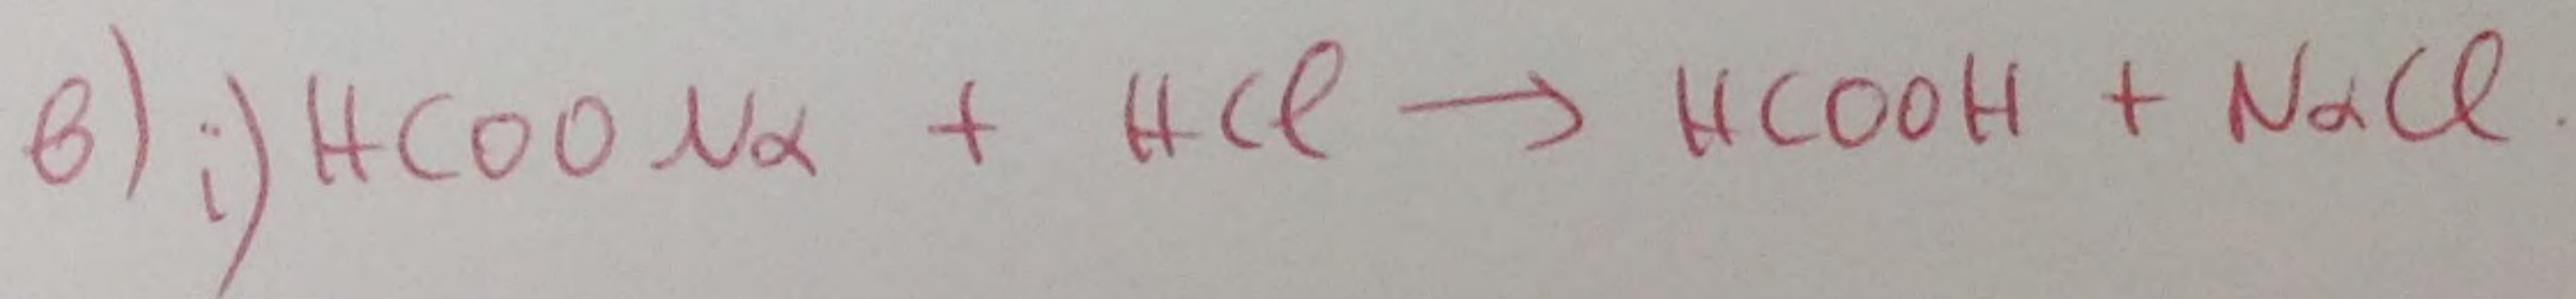 β) i) HCOONa + HCl → HCOOH + NaCl.